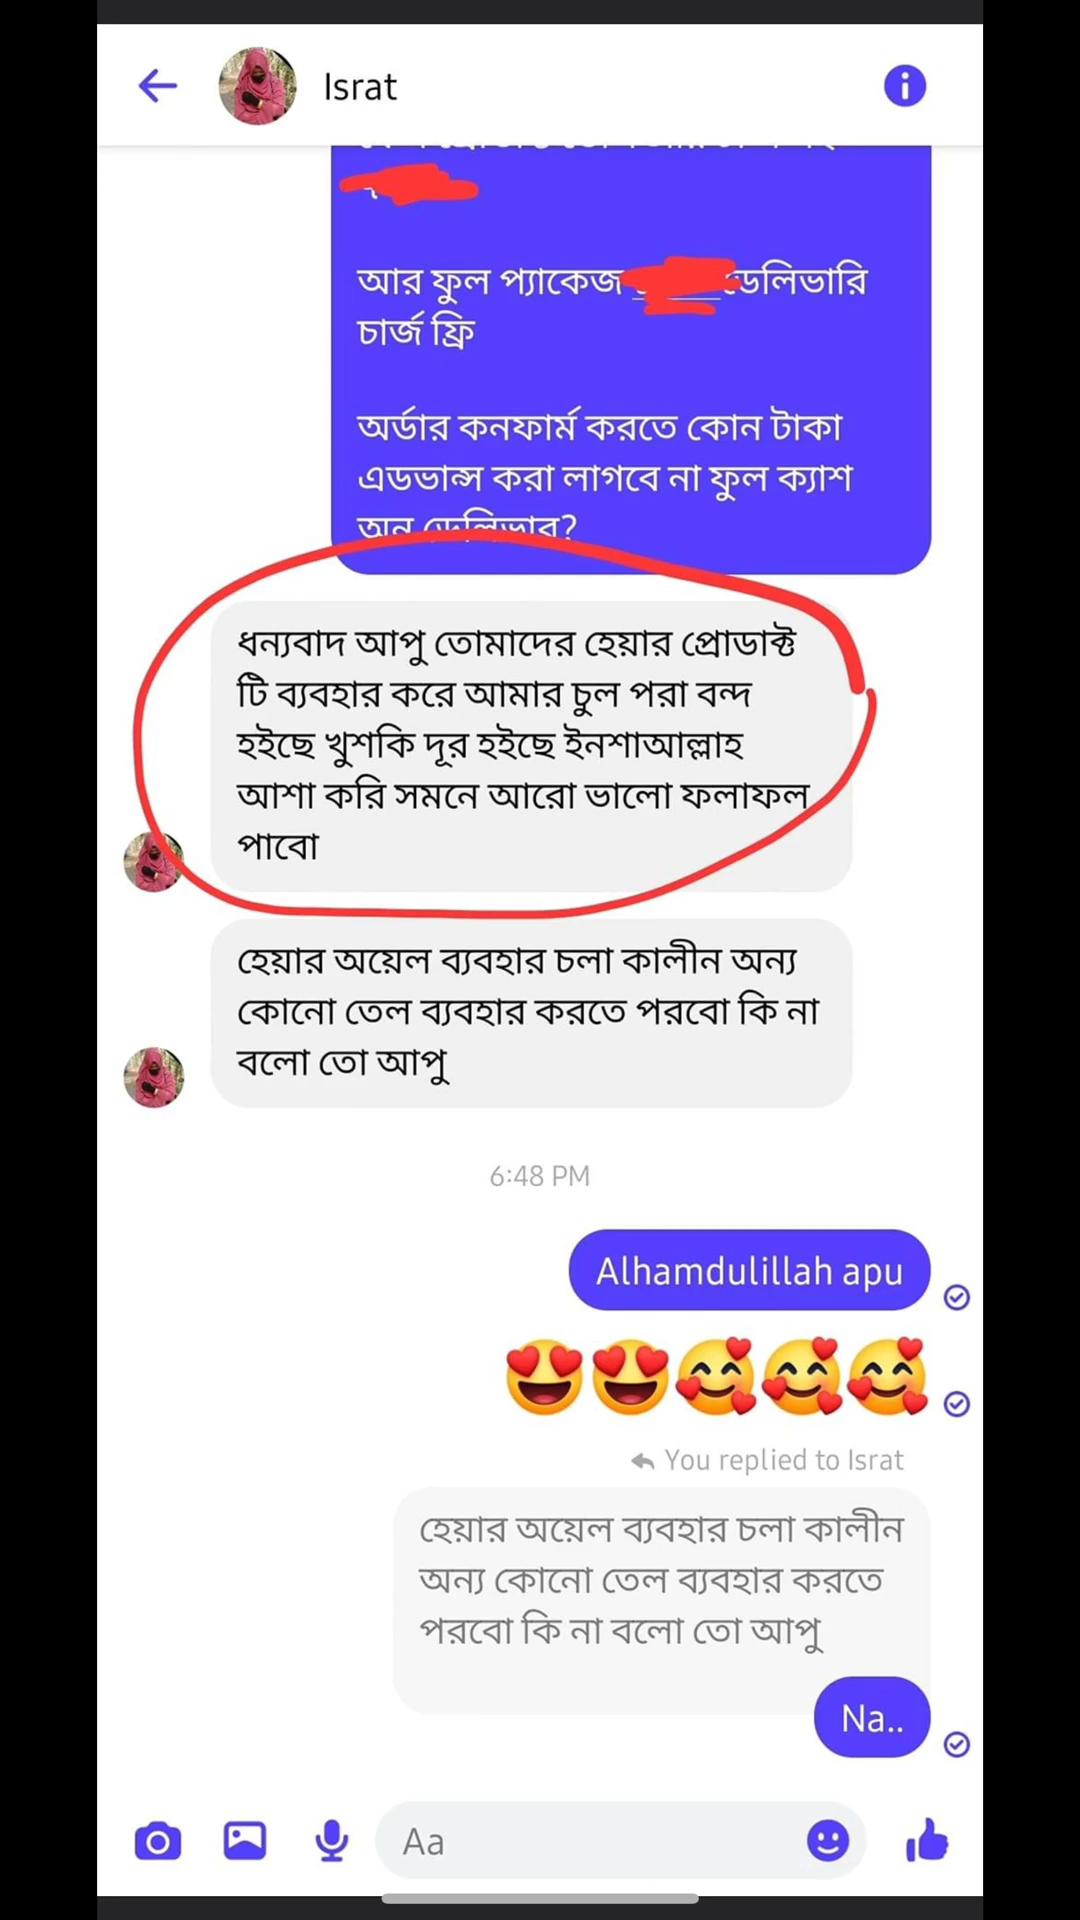 Israt
আর ফুল প্যাকেজ ডেলিভারি
চার্জ ফ্রি
অর্ডার কনফার্ম করতে কোন টাকা
এডভান্স করা লাগবে না ফুল ক্যাশ
অন ডেলিভার?
ধন্যবাদ আপু তোমাদের হেয়ার প্রোডাক্ট
টি ব্যবহার করে আমার চুল পরা বন্দ
হইছে খুশকি দূর হইছে ইনশাআল্লাহ
আশা করি সমনে আরো ভালো ফলাফল
পাবো
হেয়ার অয়েল ব্যবহার চলা কালীন অন্য
কোনো তেল ব্যবহার করতে পরবো কি না
বলো তো আপু
6:48 PM
Alhamdulillah apu
You replied to Israt
হেয়ার অয়েল ব্যবহার চলা কালীন
অন্য কোনো তেল ব্যবহার করতে
পরবো কি না বলো তো আপু
Na..
Aa